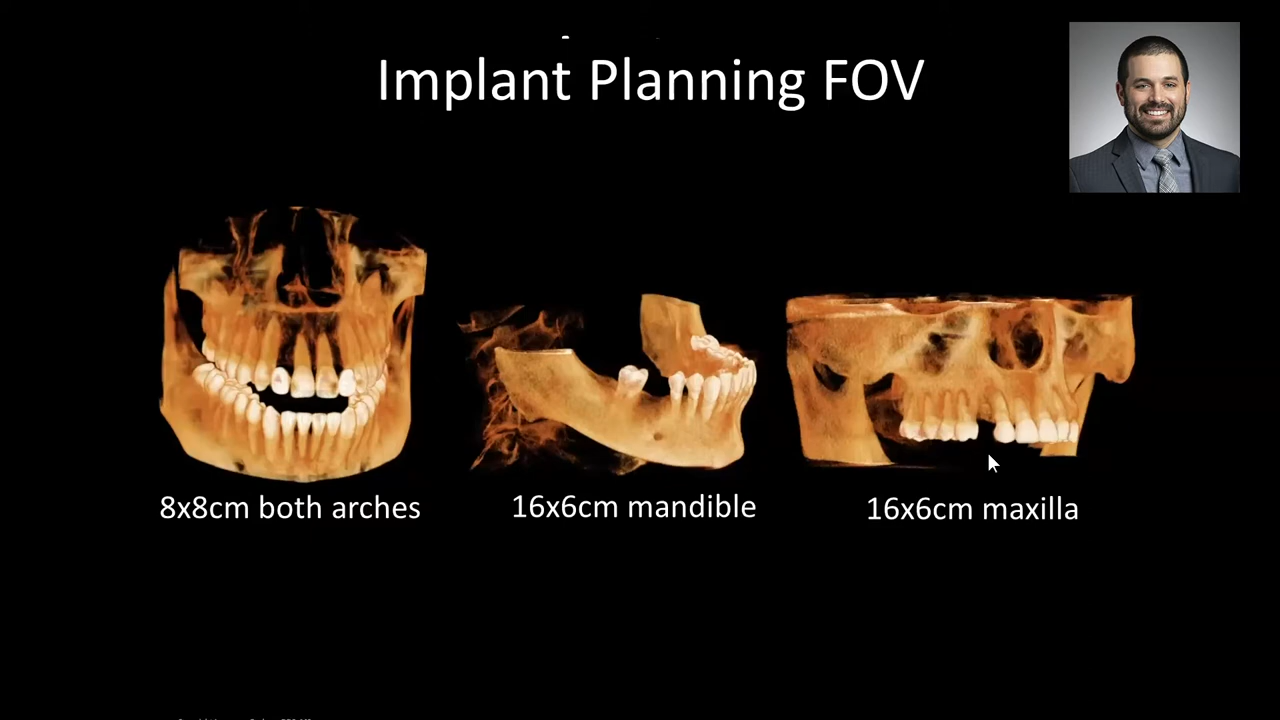 Implant Planning FOV
8x8cm both arches
16x6cm mandible
16x6cm maxilla